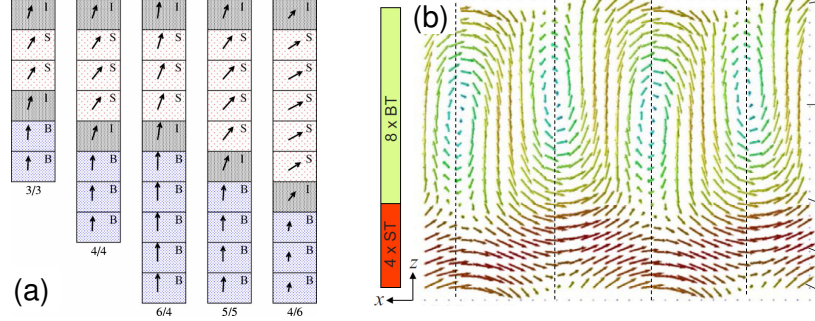 I I I I I
S S S S S
S S S S S
I S S S S
B I I S S
B B B I S
3/3
B B B I
B B B B
4/4
B B B
B B B
6/4 5/5 4/6
(a)
(b)
8 x BT
4 x ST
z
x